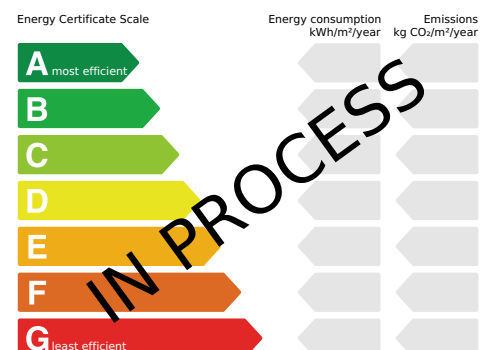 Energy Certificate Scale
Energy consumption
kWh/m²/year
Emissions
kg CO₂/m²/year
A most efficient
B
C
D
E
F
G least efficient
IN PROCESS